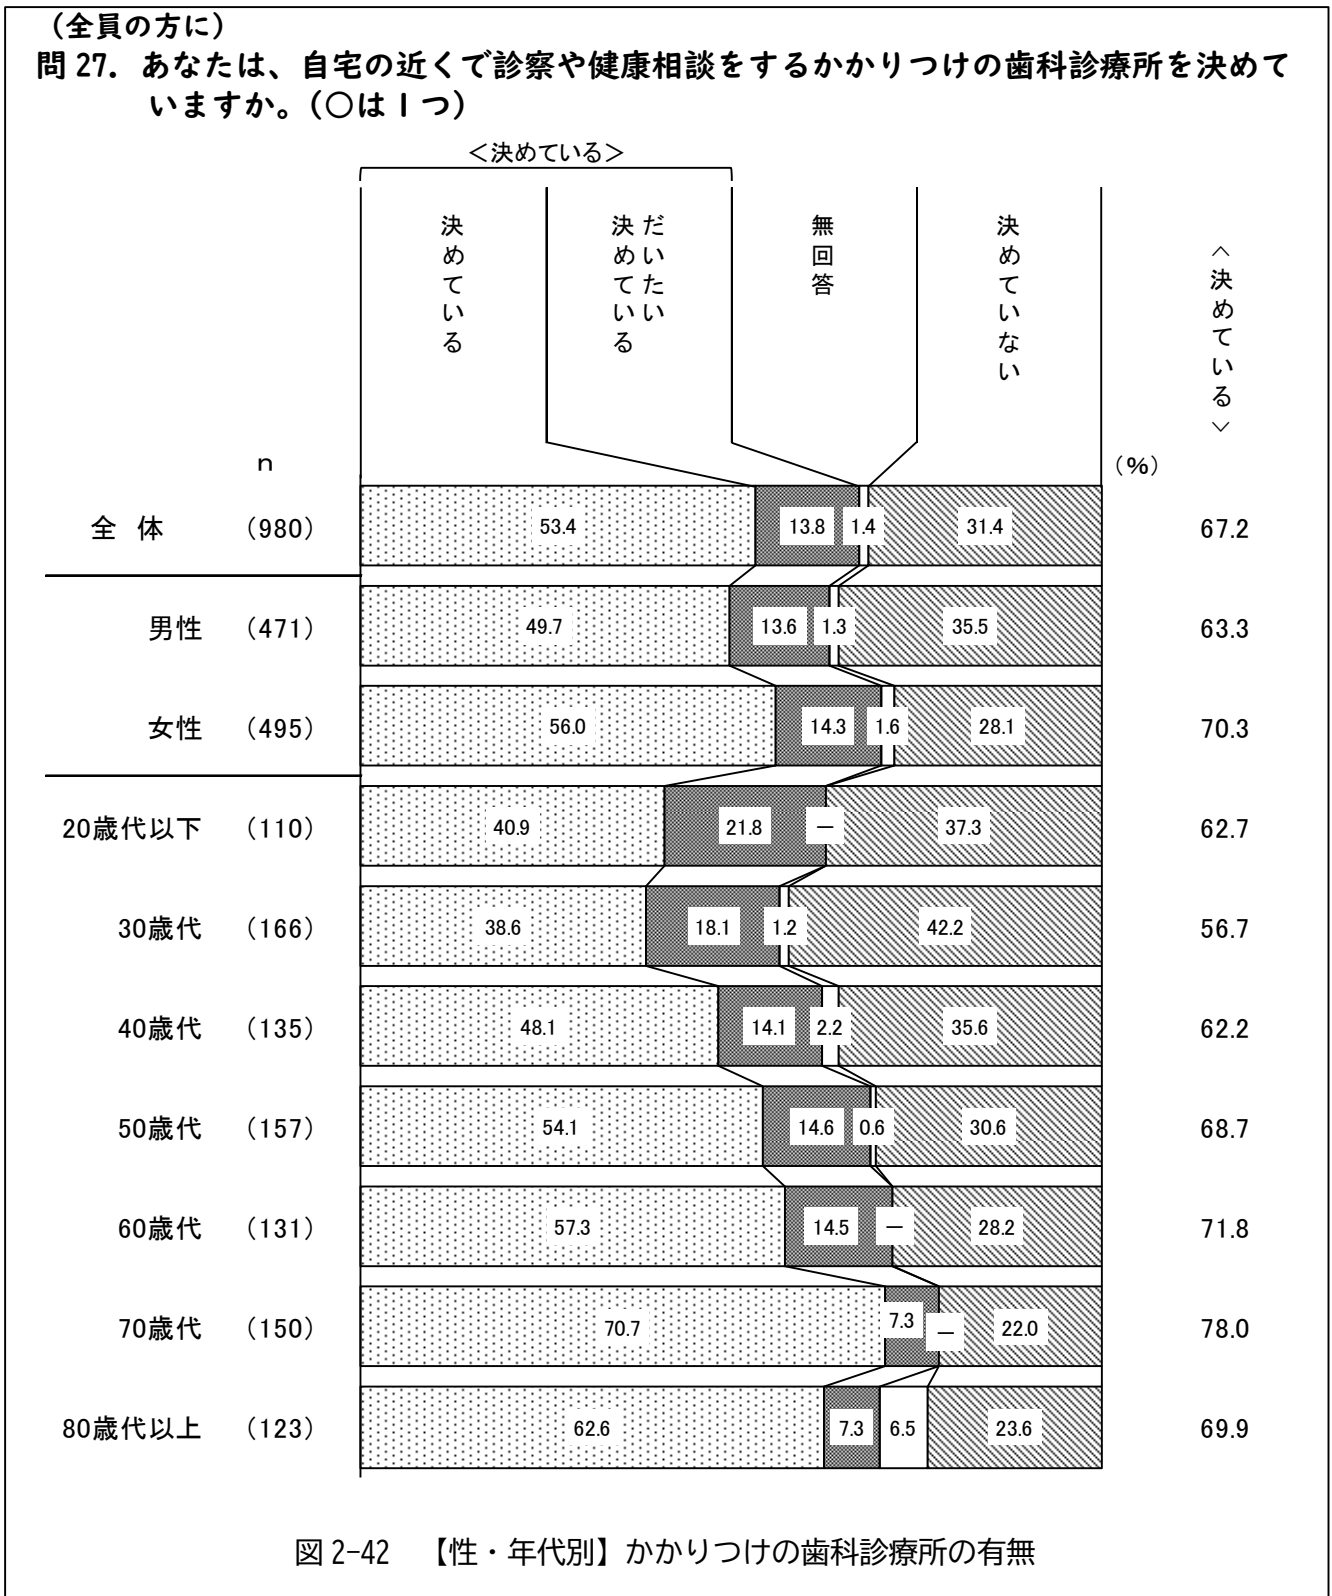 (全員の方に)
問27. あなたは、自宅の近くで診察や健康相談をするかかりつけの歯科診療所を決めて
いますか。(○は1つ)
<決めている>
決めている
だいたい
決めている
無回答
決めていない
<決めている>
n
(%)
全 体 (980) 53.4 13.8 1.4 31.4 67.2
男性 (471) 49.7 13.6 1.3 35.5 63.3
女性 (495) 56.0 14.3 1.6 28.1 70.3
20歳代以下 (110) 40.9 21.8 － 37.3 62.7
30歳代 (166) 38.6 18.1 1.2 42.2 56.7
40歳代 (135) 48.1 14.1 2.2 35.6 62.2
50歳代 (157) 54.1 14.6 0.6 30.6 68.7
60歳代 (131) 57.3 14.5 － 28.2 71.8
70歳代 (150) 70.7 7.3 － 22.0 78.0
80歳代以上 (123) 62.6 7.3 6.5 23.6 69.9
図 2-42 【性・年代別】かかりつけの歯科診療所の有無